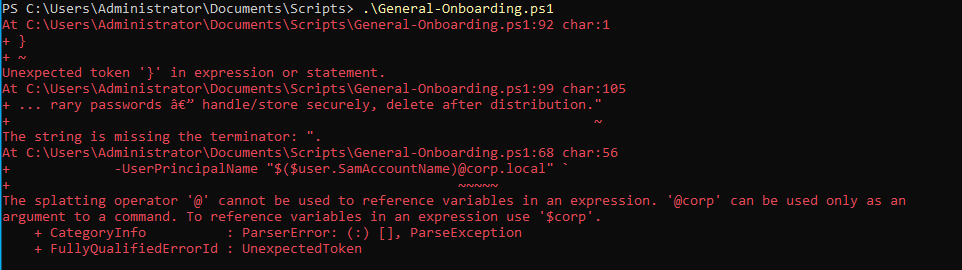 PS C:\Users\Administrator\Documents\Scripts> .\General-Onboarding.ps1
At C:\Users\Administrator\Documents\Scripts\General-Onboarding.ps1:92 char:1
+ }
+ ~
Unexpected token '}' in expression or statement.
At C:\Users\Administrator\Documents\Scripts\General-Onboarding.ps1:99 char:105
+ ... rary passwords â€” handle/store securely, delete after distribution."
+                                                                         ~
The string is missing the terminator: ".
At C:\Users\Administrator\Documents\Scripts\General-Onboarding.ps1:68 char:56
+             -UserPrincipalName "$($user.SamAccountName)@corp.local" `
+                                                        ~~~~~
The splatting operator '@' cannot be used to reference variables in an expression. '@corp' can be used only as an
argument to a command. To reference variables in an expression use '$corp'.
    + CategoryInfo          : ParserError: (:) [], ParseException
    + FullyQualifiedErrorId : UnexpectedToken